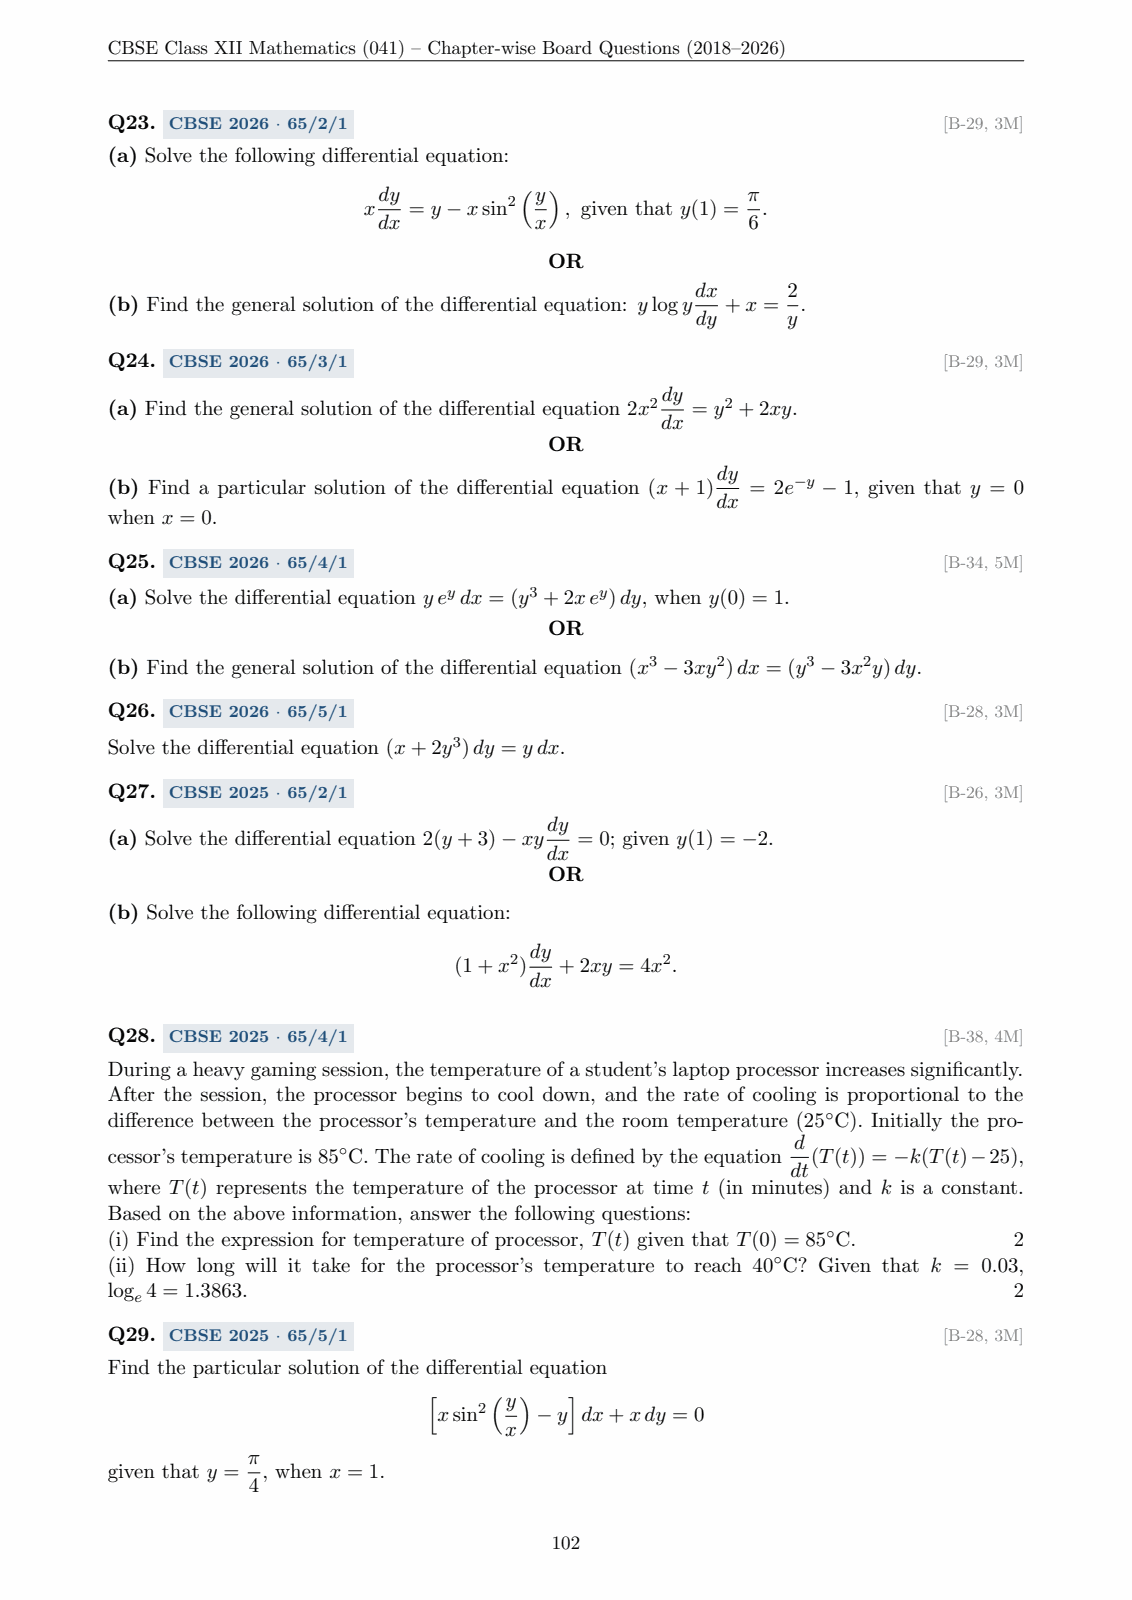 CBSE Class XII Mathematics (041) – Chapter-wise Board Questions (2018–2026)
Q23. CBSE 2026 · 65/2/1 [B-29, 3M]
(a) Solve the following differential equation:
x dy/dx = y − x sin² (y/x), given that y(1) = π/6.
OR
(b) Find the general solution of the differential equation: y log y dx/dy + x = 2/y.
Q24. CBSE 2026 · 65/3/1 [B-29, 3M]
(a) Find the general solution of the differential equation 2x² dy/dx = y² + 2xy.
OR
(b) Find a particular solution of the differential equation (x + 1) dy/dx = 2e⁻ʸ − 1, given that y = 0
when x = 0.
Q25. CBSE 2026 · 65/4/1 [B-34, 5M]
(a) Solve the differential equation y eʸ dx = (y³ + 2x eʸ) dy, when y(0) = 1.
OR
(b) Find the general solution of the differential equation (x³ − 3xy²) dx = (y³ − 3x²y) dy.
Q26. CBSE 2026 · 65/5/1 [B-28, 3M]
Solve the differential equation (x + 2y³) dy = y dx.
Q27. CBSE 2025 · 65/2/1 [B-26, 3M]
(a) Solve the differential equation 2(y + 3) − xy dy/dx = 0; given y(1) = −2.
OR
(b) Solve the following differential equation:
(1 + x²) dy/dx + 2xy = 4x².
Q28. CBSE 2025 · 65/4/1 [B-38, 4M]
During a heavy gaming session, the temperature of a student's laptop processor increases significantly.
After the session, the processor begins to cool down, and the rate of cooling is proportional to the
difference between the processor's temperature and the room temperature (25°C). Initially the pro-
cessor's temperature is 85°C. The rate of cooling is defined by the equation d/dt (T(t)) = −k(T(t) − 25),
where T(t) represents the temperature of the processor at time t (in minutes) and k is a constant.
Based on the above information, answer the following questions:
(i) Find the expression for temperature of processor, T(t) given that T(0) = 85°C. 2
(ii) How long will it take for the processor's temperature to reach 40°C? Given that k = 0.03,
logₑ 4 = 1.3863. 2
Q29. CBSE 2025 · 65/5/1 [B-28, 3M]
Find the particular solution of the differential equation
[x sin² (y/x) − y] dx + x dy = 0
given that y = π/4, when x = 1.
102